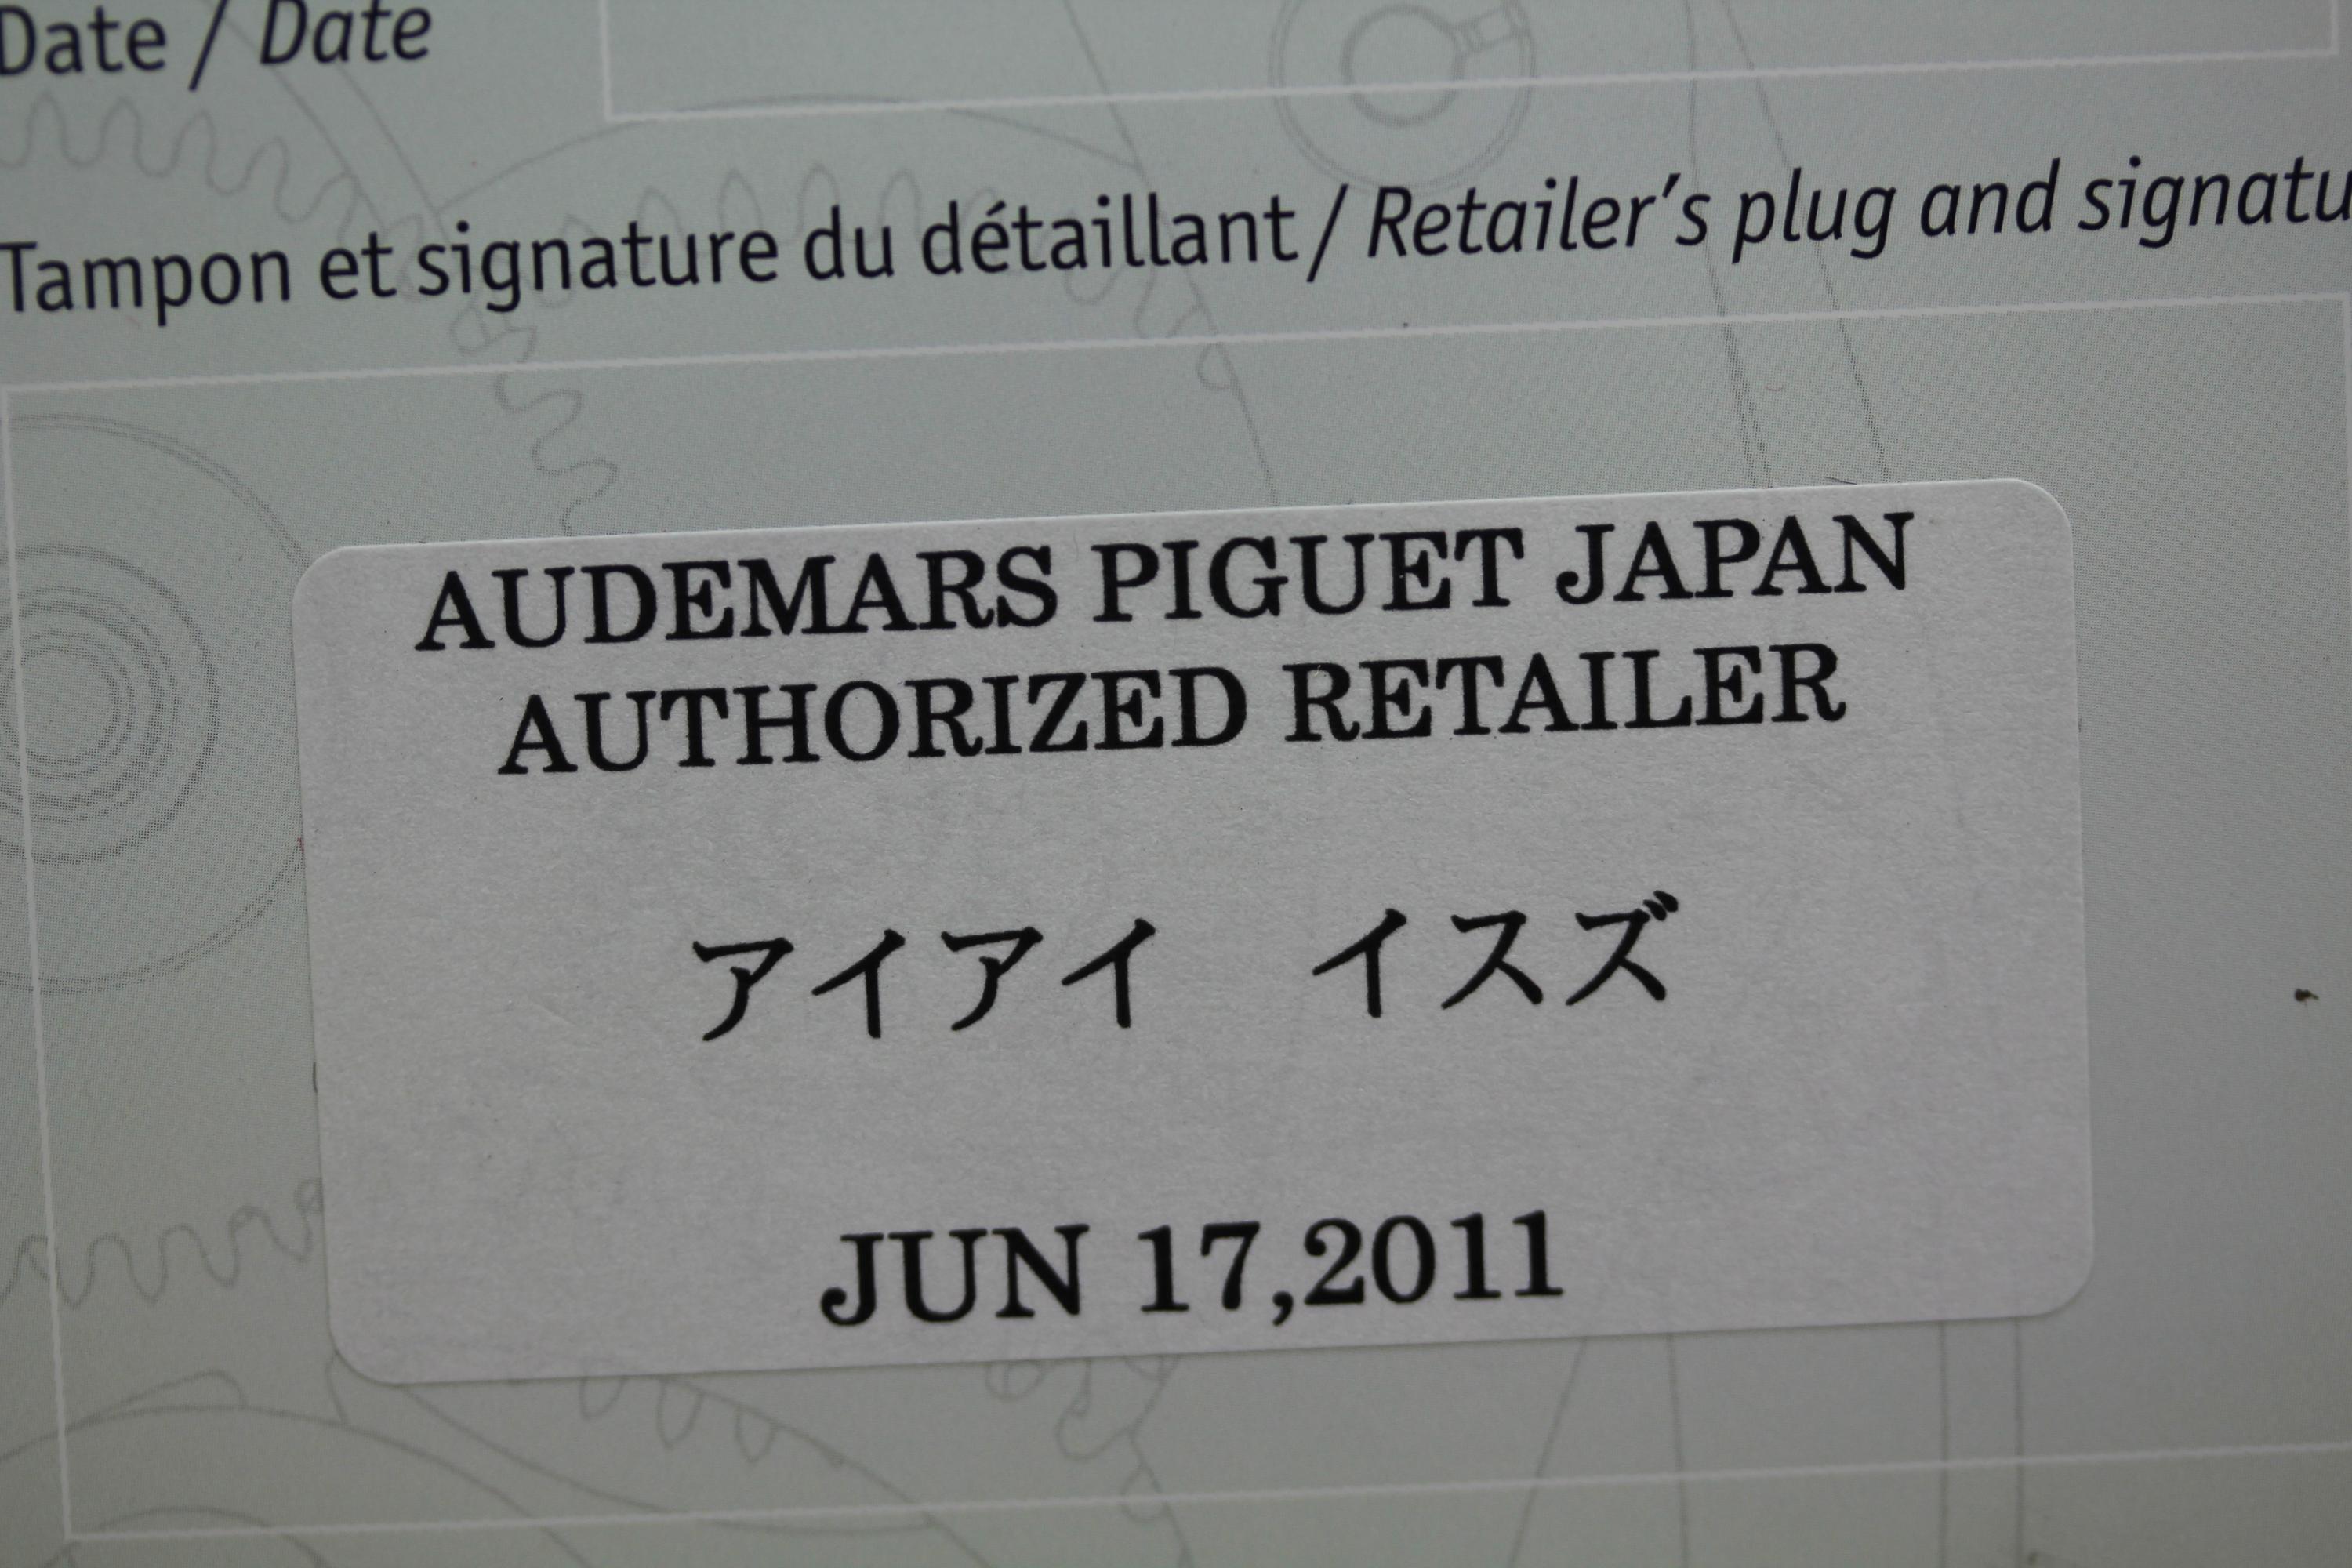 Date / Date
Tampon et signature du détaillant / Retailer's plug and signatu
AUDEMARS PIGUET JAPAN
AUTHORIZED RETAILER
アイアイ　イスズ
JUN 17,2011